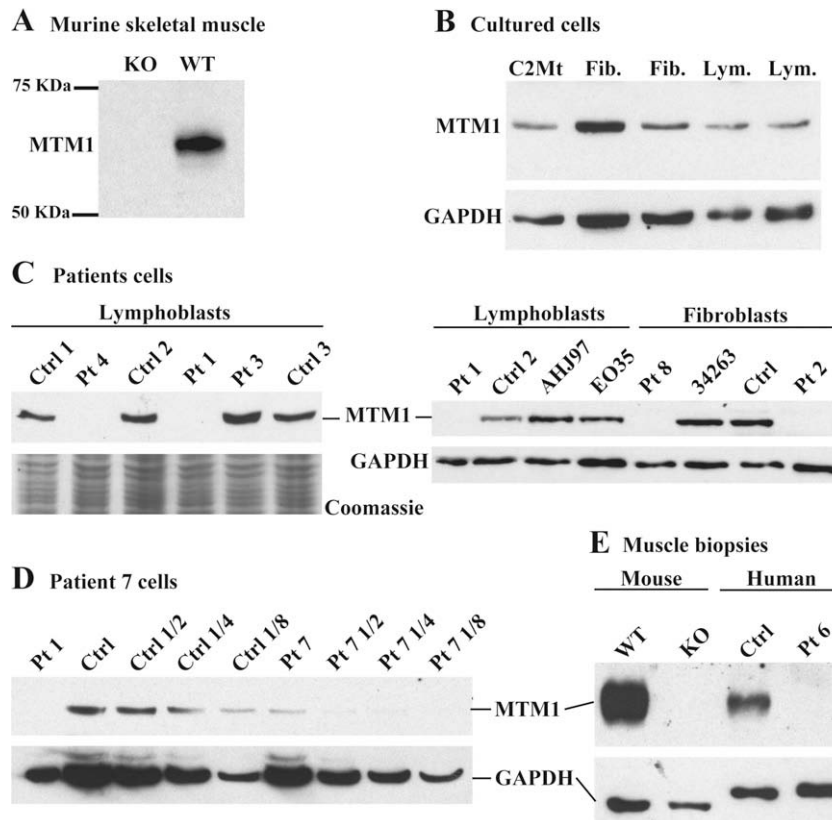 A Murine skeletal muscle
KO WT
75 KDa
MTM1
50 KDa
B Cultured cells
C2Mt Fib. Fib. Lym. Lym.
MTM1
GAPDH
C Patients cells
Lymphoblasts
Ctrl 1 Pt 4 Ctrl 2 Pt 1 Pt 3 Ctrl 3
Lymphoblasts Fibroblasts
Pt 1 Ctrl 2 AHJ97 EO35 Pt 8 34263 Ctrl Pt 2
MTM1
GAPDH
Coomassie
D Patient 7 cells
Pt 1 Ctrl Ctrl 1/2 Ctrl 1/4 Ctrl 1/8 Pt 7 Pt 7 1/2 Pt 7 1/4 Pt 7 1/8
E Muscle biopsies
Mouse Human
WT KO Ctrl Pt 6
MTM1
GAPDH